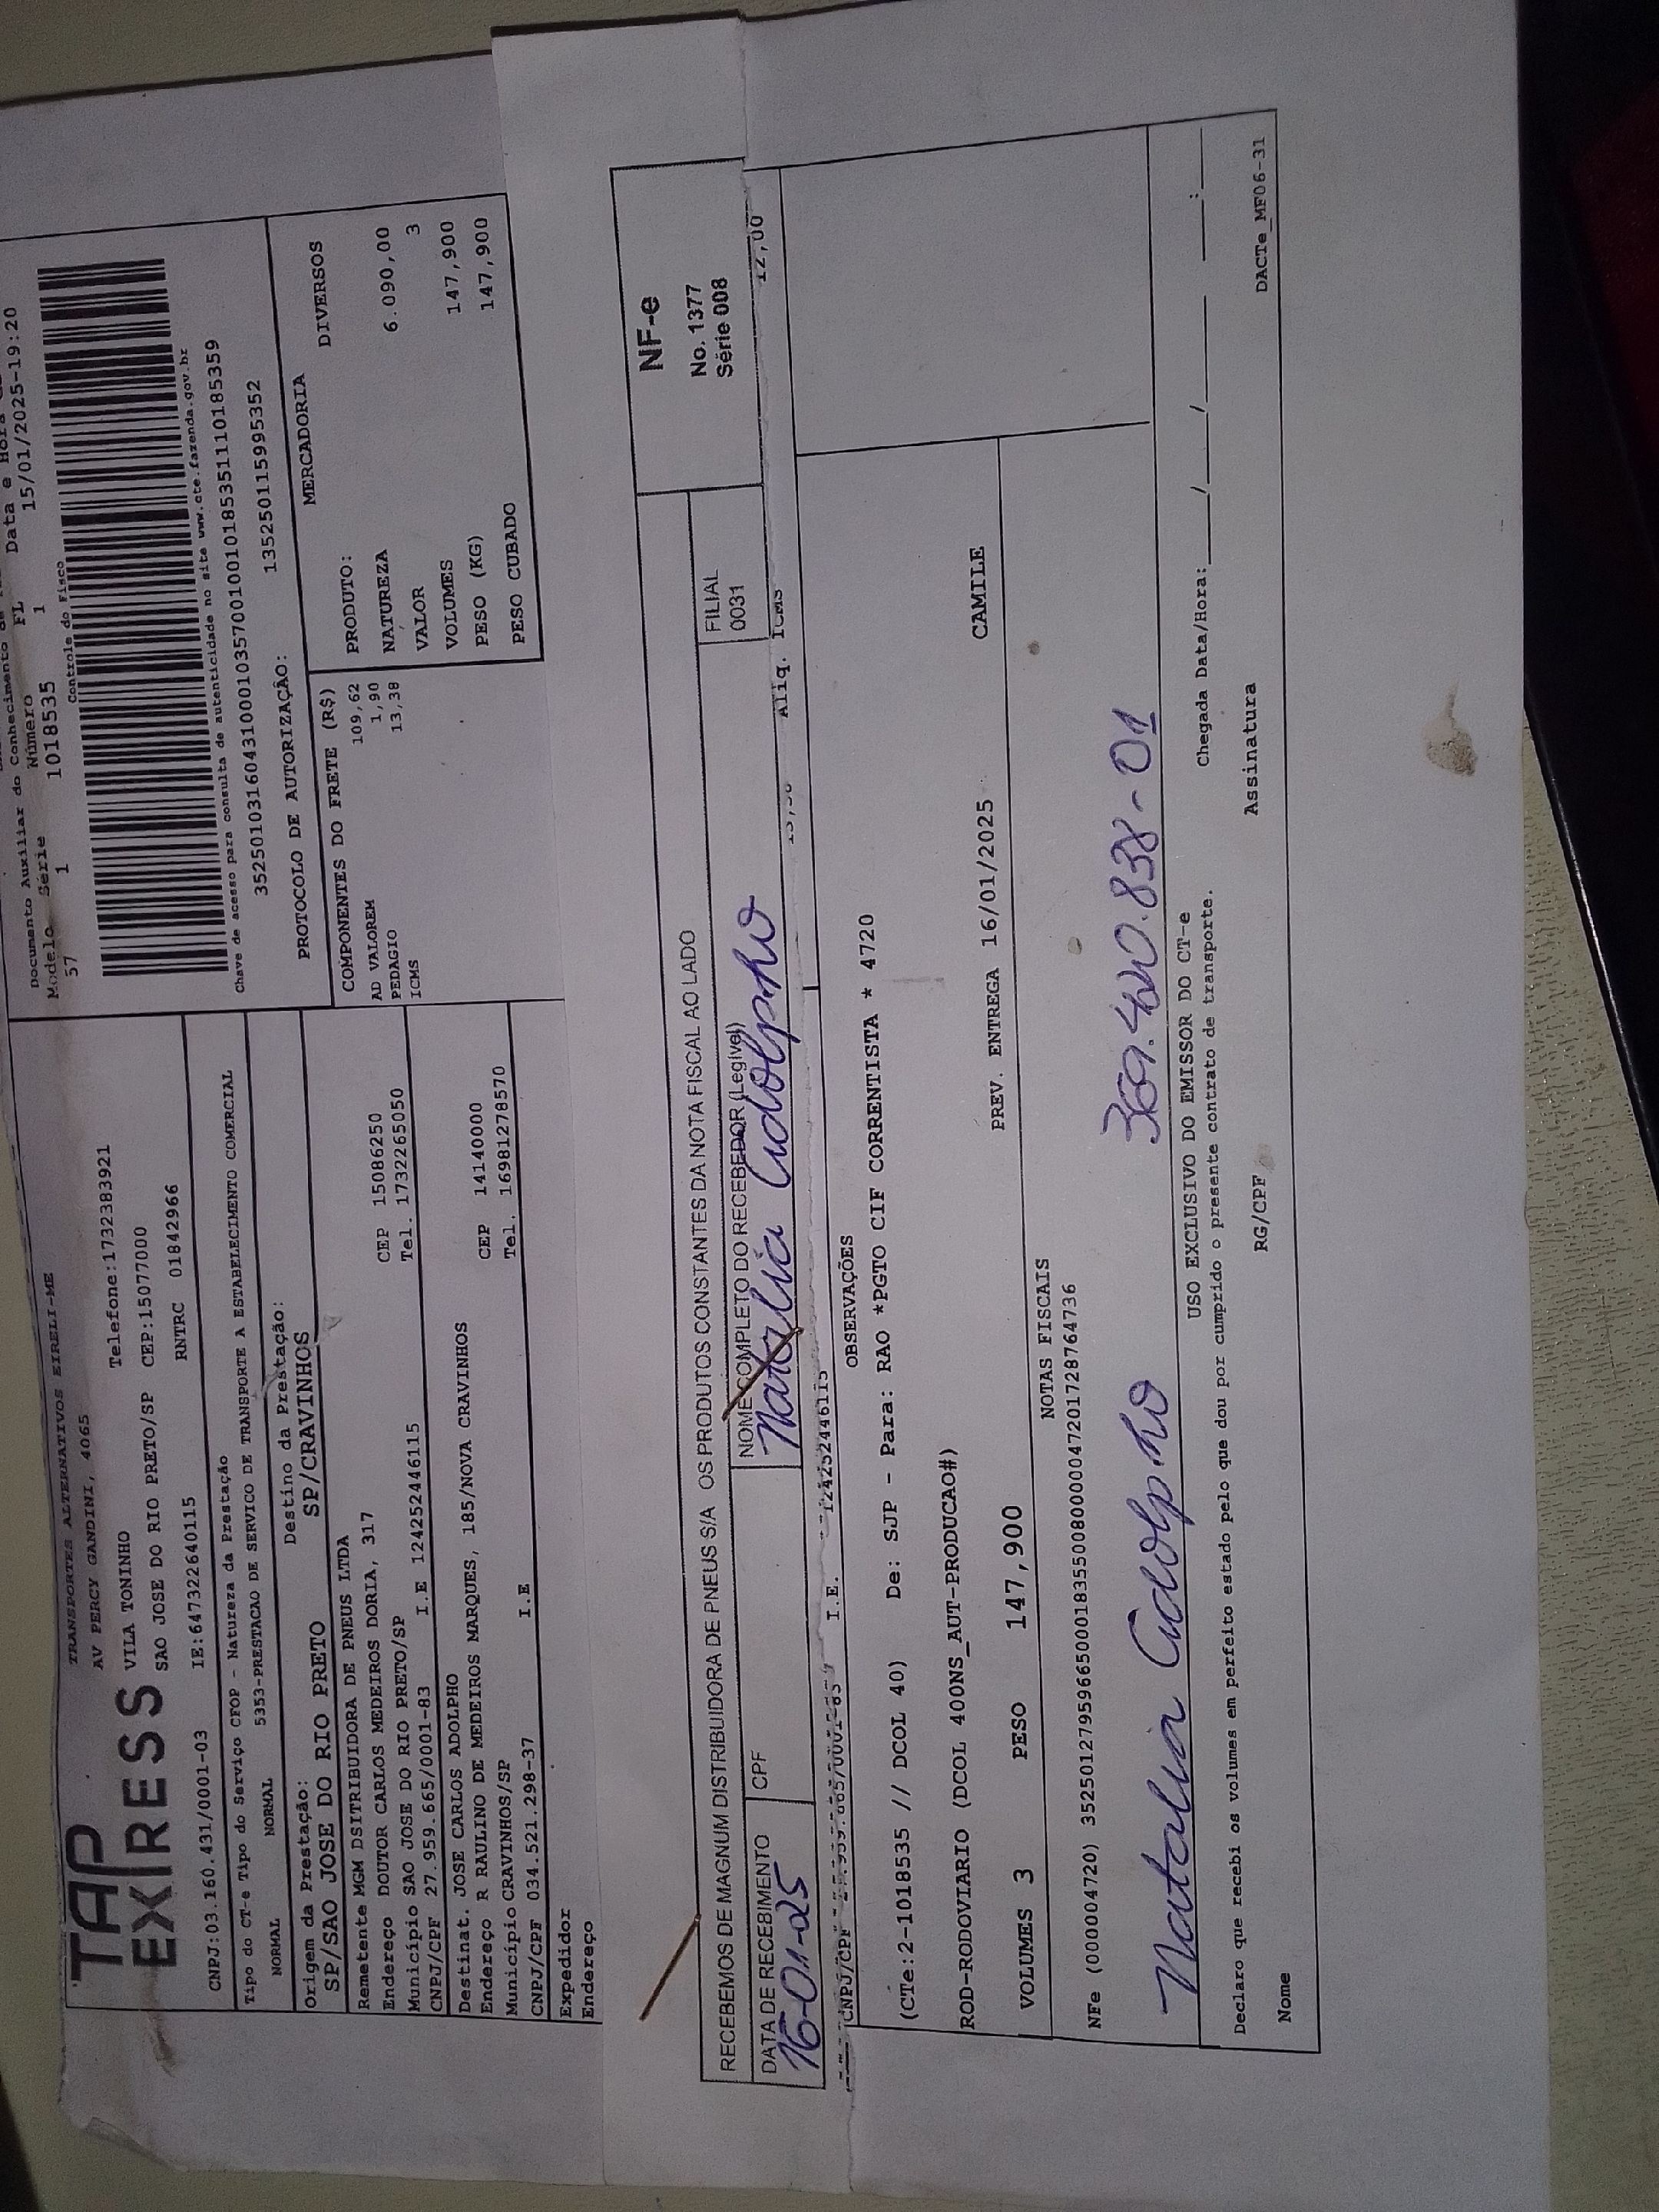 TAP
EXPRESS
TRANSPORTES ALTERNATIVOS EIRELI-ME
AV PERCY GANDINI, 4065
Telefone:1732383921
VILA TONINHO
SAO JOSE DO RIO PRETO/SP CEP:15077000
CNPJ:03.160.431/0001-03 IE:647322640115 RNTRC 01842966
Documento Auxiliar do Conhecimento de
Modelo Série Número FL Data e Hora
57 1 1018535 1 15/01/2025-19:20
Controle do Fisco
Chave de acesso para consulta de autenticidade no site www.cte.fazenda.gov.br
PROTOCOLO DE AUTORIZAÇÃO: 135250115995352
Tipo do CT-e Tipo do Serviço CFOP - Natureza da Prestação
NORMAL NORMAL 5353-PRESTACAO DE SERVICO DE TRANSPORTE A ESTABELECIMENTO COMERCIAL
Origem da Prestação: Destino da Prestação:
SP/SAO JOSE DO RIO PRETO SP/CRAVINHOS
Remetente MGM DSITRIBUIDORA DE PNEUS LTDA
Endereço DOUTOR CARLOS MEDEIROS DORIA, 317 CEP 15086250
Município SAO JOSE DO RIO PRETO/SP Tel. 1732265050
CNPJ/CPF 27.959.665/0001-83 I.E 124252446115
Destinat. JOSE CARLOS ADOLPHO
Endereço R RAULINO DE MEDEIROS MARQUES, 185/NOVA CRAVINHOS CEP 14140000
Município CRAVINHOS/SP Tel. 16981278570
CNPJ/CPF 034.521.298-37 I.E
Expedidor
Endereço
COMPONENTES DO FRETE (R$)
109,62
AD VALOREM 1,90
PEDAGIO 13,38
ICMS
MERCADORIA
PRODUTO: DIVERSOS
NATUREZA
VALOR 6.090,00
VOLUMES 3
PESO (KG) 147,900
PESO CUBADO 147,900
RECEBEMOS DE MAGNUM DISTRIBUIDORA DE PNEUS S/A OS PRODUTOS CONSTANTES DA NOTA FISCAL AO LADO
NF-e
No. 1377
Série 008
DATA DE RECEBIMENTO CPF NOME COMPLETO DO RECEBEDOR (Legível) FILIAL
16-01-25 Natalia Adolpho 0031
CNPJ/CPF I.E. 124252446115 Aliq. ICMS 12,00
OBSERVAÇÕES
(CTe:2-1018535 // DCOL 40) De: SJP - Para: RAO *PGTO CIF CORRENTISTA * 4720
ROD-RODOVIARIO (DCOL 400NS_AUT-PRODUCAO#)
VOLUMES 3 PESO 147,900 PREV. ENTREGA 16/01/2025 CAMILE
NOTAS FISCAIS
NFe (000004720) 35250127959665000183550080000047201728764736
Natalia Adolpho 369.440.838-01
USO EXCLUSIVO DO EMISSOR DO CT-e
Declaro que recebi os volumes em perfeito estado pelo que dou por cumprido o presente contrato de transporte. Chegada Data/Hora:____/____/____ ___:___
Nome RG/CPF Assinatura
DACTe_MF06-31